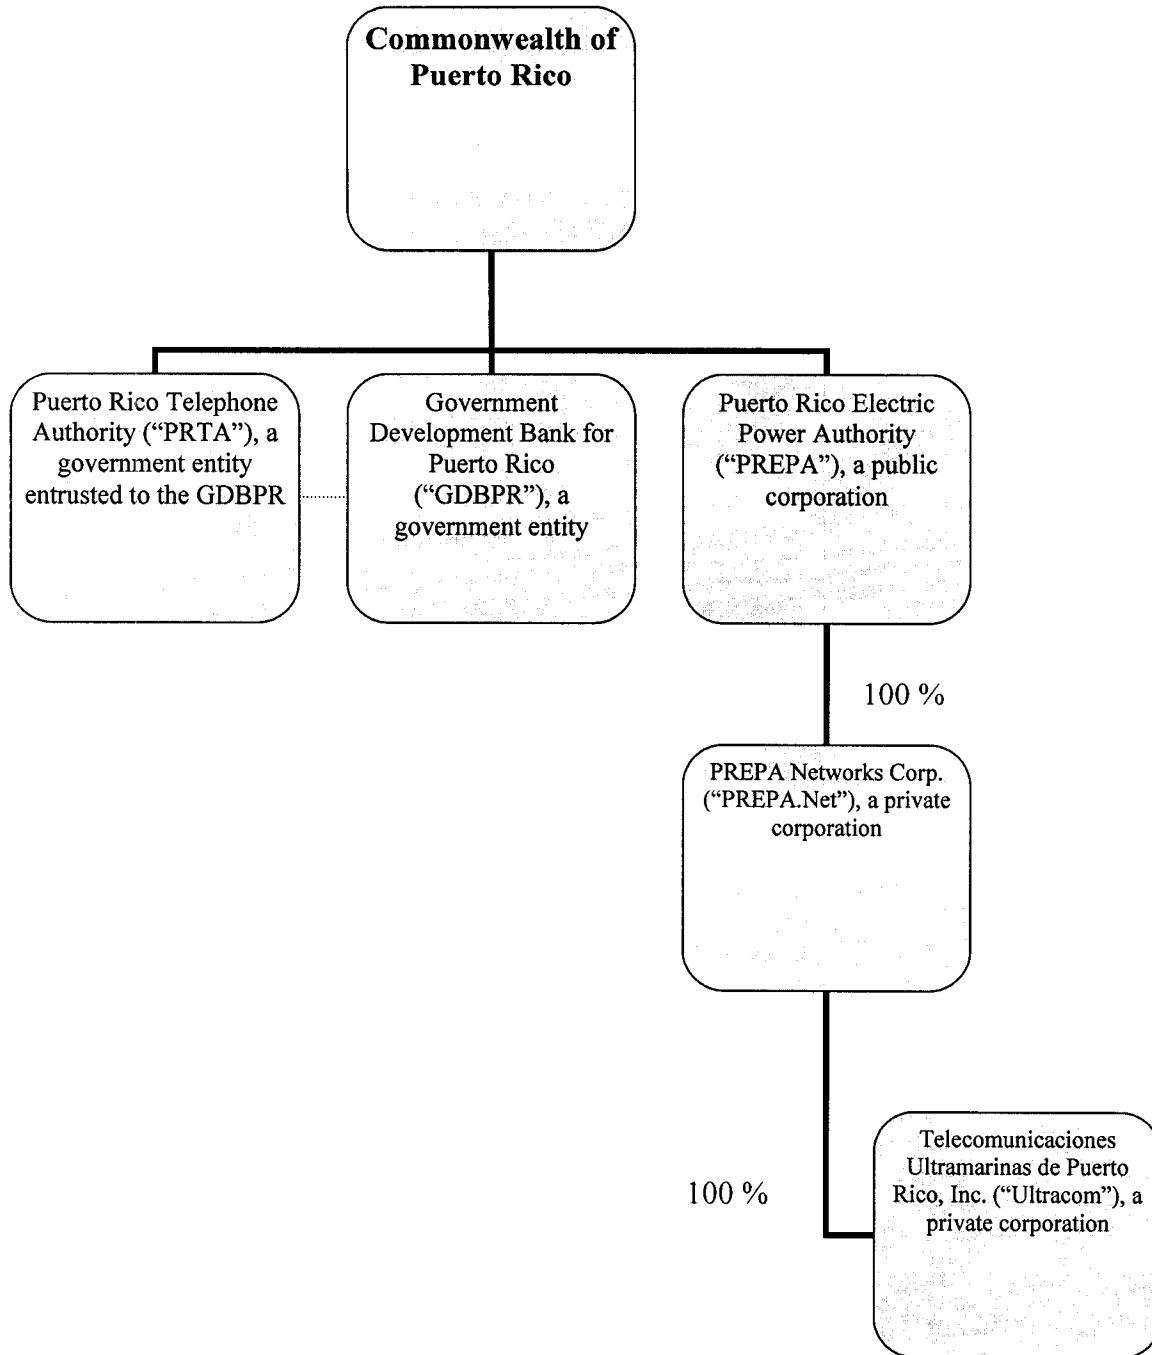 Commonwealth of
Puerto Rico
Puerto Rico Telephone
Authority (“PRTA”), a
government entity
entrusted to the GDBPR
Government
Development Bank for
Puerto Rico
(“GDBPR”), a
government entity
Puerto Rico Electric
Power Authority
(“PREPA”), a public
corporation
100 %
PREPA Networks Corp.
(“PREPA.Net”), a private
corporation
100 %
Telecomunicaciones
Ultramarinas de Puerto
Rico, Inc. (“Ultracom”), a
private corporation